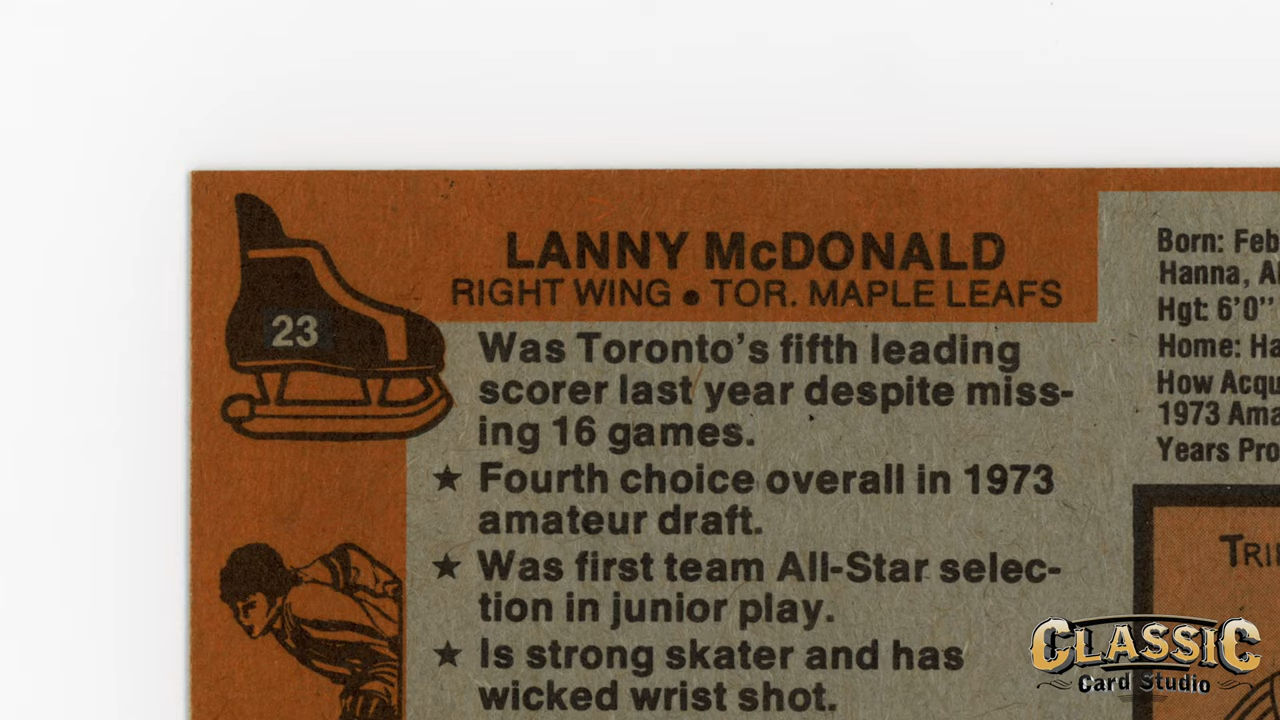 LANNY McDONALD
RIGHT WING • TOR. MAPLE LEAFS
23
Was Toronto's fifth leading
scorer last year despite miss-
ing 16 games.
★ Fourth choice overall in 1973
amateur draft.
★ Was first team All-Star selec-
tion in junior play.
★ Is strong skater and has
wicked wrist shot.
Born: Feb
Hanna, Al
Hgt: 6'0"
Home: Ha
How Acqu
1973 Ama
Years Pro
TRI
CLASSIC
Card Studio